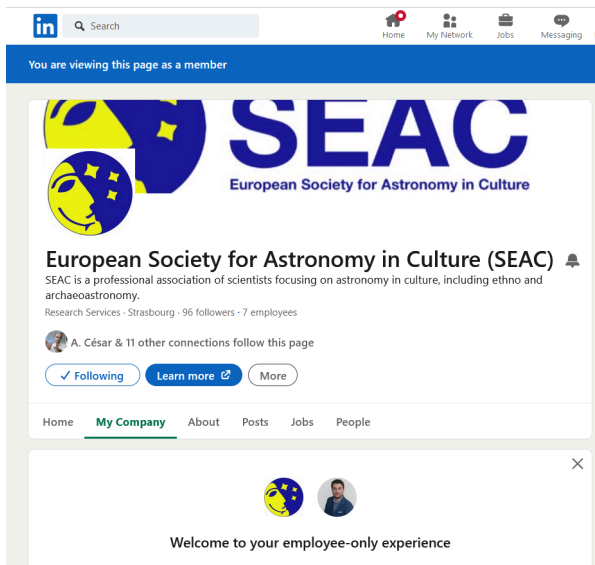 in
Search
Home
My Network
Jobs
Messaging
You are viewing this page as a member
SEAC
European Society for Astronomy in Culture
European Society for Astronomy in Culture (SEAC)
SEAC is a professional association of scientists focusing on astronomy in culture, including ethno and
archaeoastronomy.
Research Services · Strasbourg · 96 followers · 7 employees
A. César & 11 other connections follow this page
Following
Learn more
More
Home
My Company
About
Posts
Jobs
People
Welcome to your employee-only experience